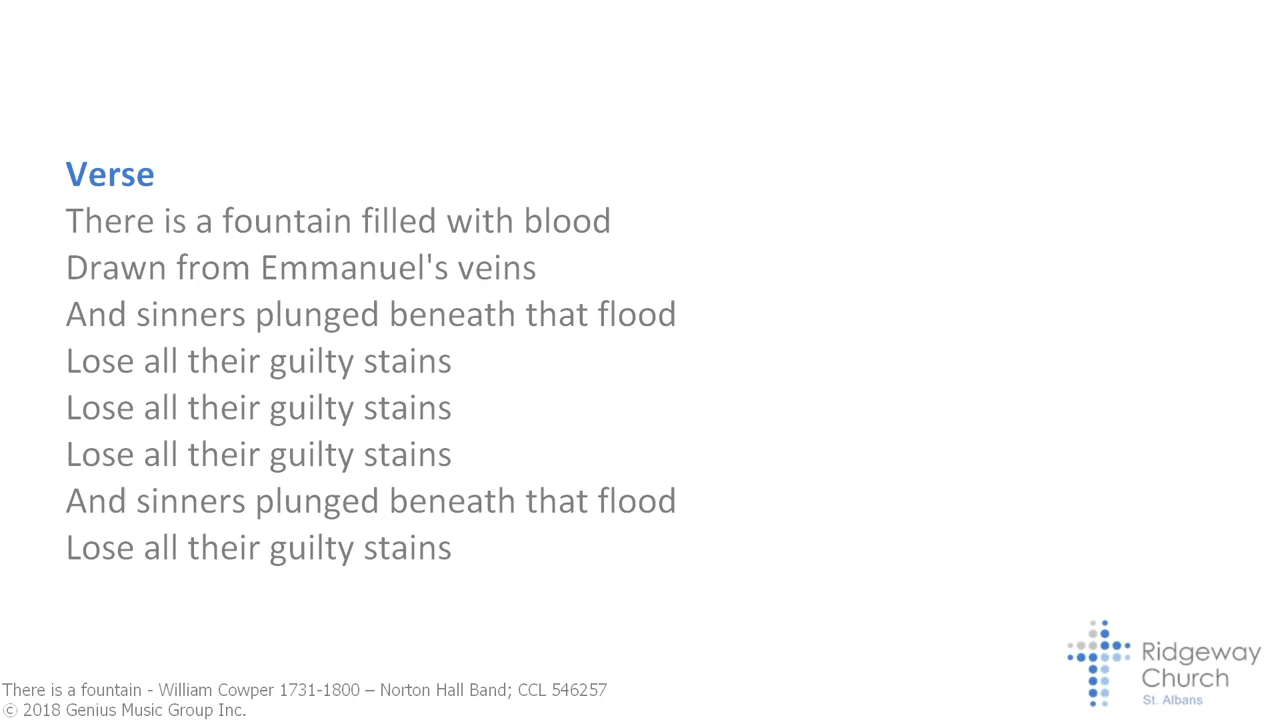 Verse
There is a fountain filled with blood
Drawn from Emmanuel's veins
And sinners plunged beneath that flood
Lose all their guilty stains
Lose all their guilty stains
Lose all their guilty stains
And sinners plunged beneath that flood
Lose all their guilty stains
There is a fountain - William Cowper 1731-1800 – Norton Hall Band; CCL 546257
© 2018 Genius Music Group Inc.
Ridgeway
Church
St. Albans